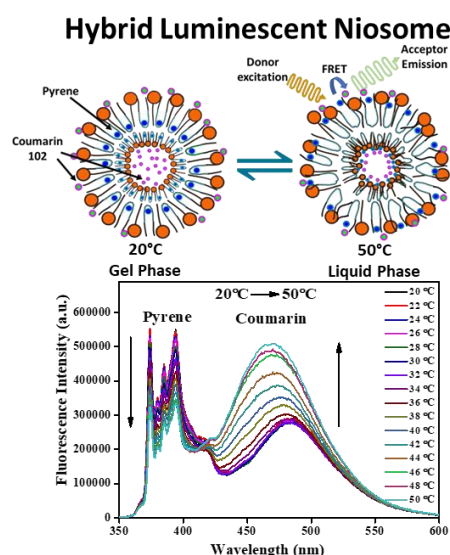 Hybrid Luminescent Niosome
Donor
excitation
FRET
Acceptor
Emission
Pyrene
Coumarin
102
20°C
50°C
Gel Phase
Liquid Phase
20°C → 50°C
Pyrene
Coumarin
Fluorescence Intensity (a.u.)
600000
500000
400000
300000
200000
100000
0
350
400
450
500
550
600
Wavelength (nm)
20 °C
22 °C
24 °C
26 °C
28 °C
30 °C
32 °C
34 °C
36 °C
38 °C
40 °C
42 °C
44 °C
46 °C
48 °C
50 °C